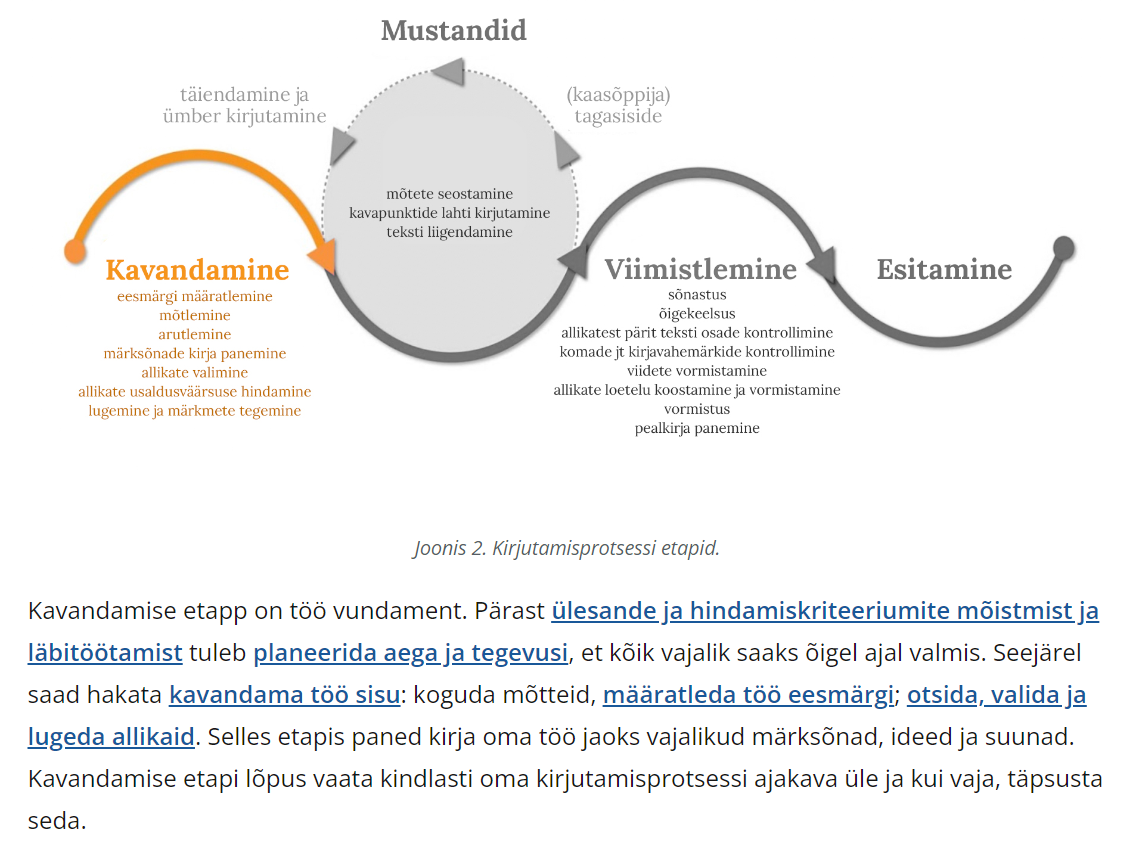 Mustandid
täiendamine ja
ümber kirjutamine
(kaasõppija)
tagasiside
mõtete seostamine
kavapunktide lahti kirjutamine
teksti liigendamine
Kavandamine
eesmärgi määratlemine
mõtlemine
arutlemine
märksõnade kirja panemine
allikate valimine
allikate usaldusväärsuse hindamine
lugemine ja märkmete tegemine
Viimistlemine
sõnastus
õigekeelsus
allikatest pärit teksti osade kontrollimine
komade jt kirjavahemärkide kontrollimine
viidete vormistamine
allikate loetelu koostamine ja vormistamine
vormistus
pealkirja panemine
Esitamine
Joonis 2. Kirjutamisprotsessi etapid.
Kavandamise etapp on töö vundament. Pärast ülesande ja hindamiskriteeriumite mõistmist ja
läbitöötamist tuleb planeerida aega ja tegevusi, et kõik vajalik saaks õigel ajal valmis. Seejärel
saad hakata kavandama töö sisu: koguda mõtteid, määratleda töö eesmärgi; otsida, valida ja
lugeda allikaid. Selles etapis paned kirja oma töö jaoks vajalikud märksõnad, ideed ja suunad.
Kavandamise etapi lõpus vaata kindlasti oma kirjutamisprotsessi ajakava üle ja kui vaja, täpsusta
seda.